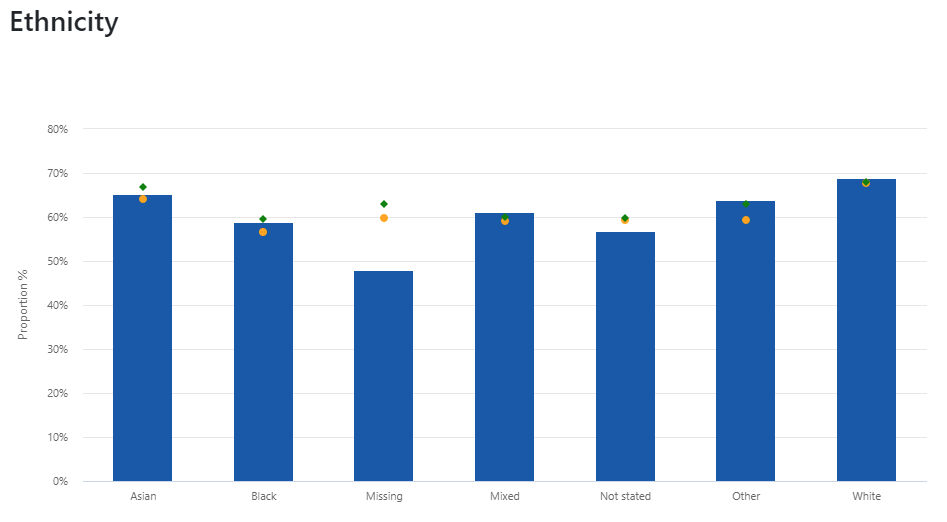 Ethnicity
80%
70%
60%
50%
40%
30%
20%
10%
0%
Proportion %
Asian
Black
Missing
Mixed
Not stated
Other
White